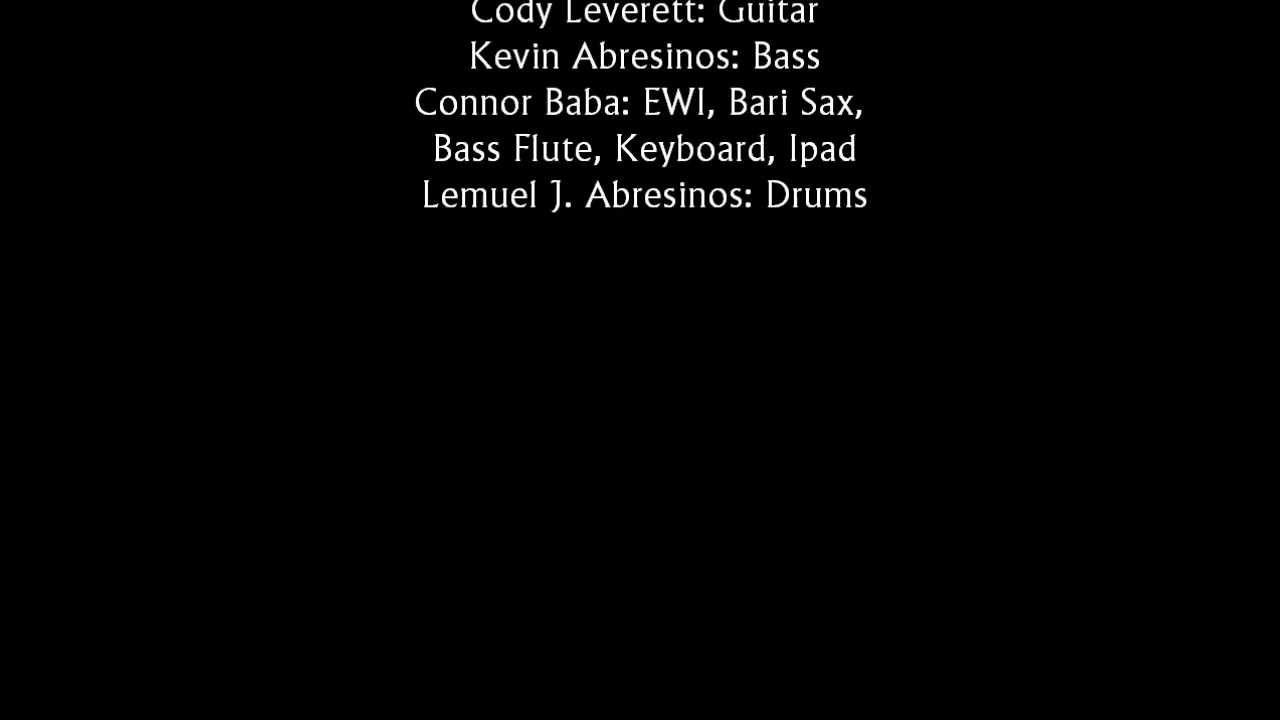 Cody Leverett: Guitar
Kevin Abresinos: Bass
Connor Baba: EWI, Bari Sax,
Bass Flute, Keyboard, Ipad
Lemuel J. Abresinos: Drums